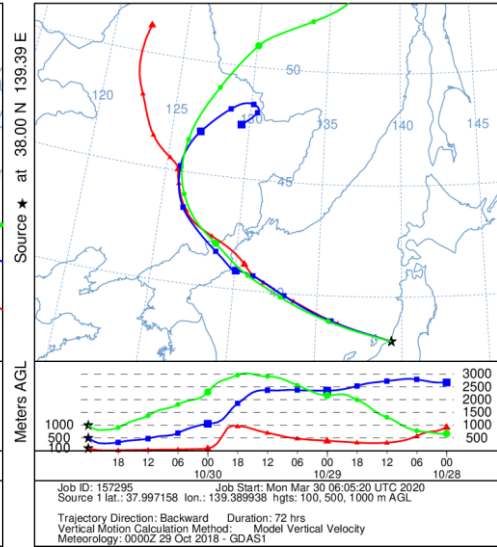 Source ★ at 38.00 N 139.39 E
50
120
125
130
135
140
145
45
Meters AGL
3000
2500
2000
1500
1000
500
1000
500
100
18 12 06 00 18 12 06 00 18 12 06 00
10/30 10/29 10/28
Job ID: 157295 Job Start: Mon Mar 30 06:05:20 UTC 2020
Source 1 lat.: 37.997158 lon.: 139.389938 hgts: 100, 500, 1000 m AGL
Trajectory Direction: Backward Duration: 72 hrs
Vertical Motion Calculation Method: Model Vertical Velocity
Meteorology: 0000Z 29 Oct 2018 - GDAS1